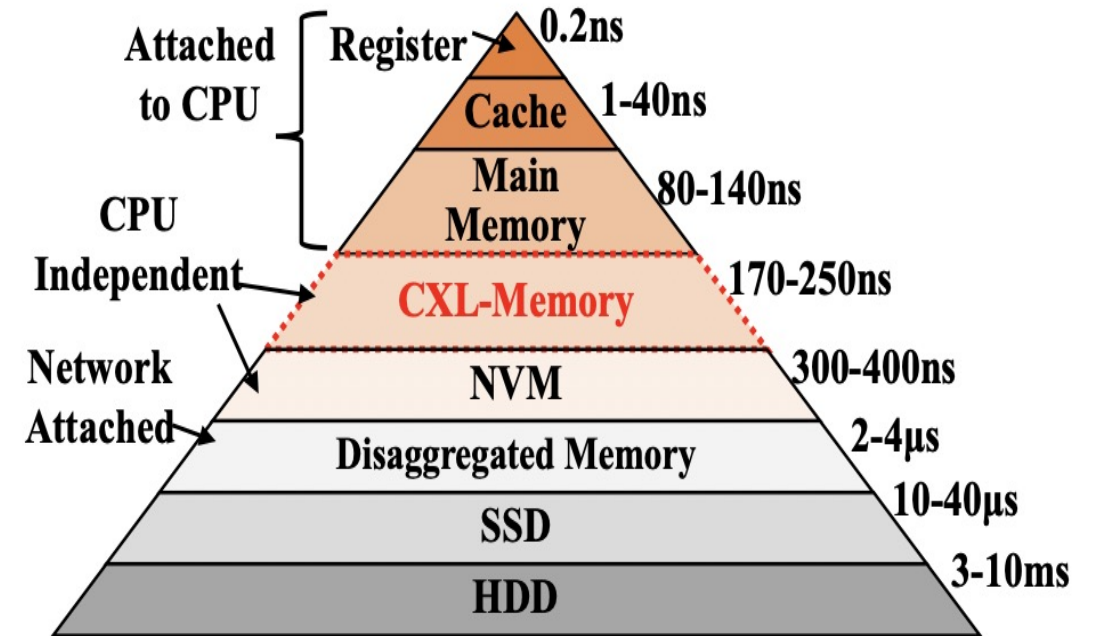 Attached
to CPU
Register
0.2ns
Cache
1-40ns
Main
Memory
80-140ns
CPU
Independent
CXL-Memory
170-250ns
Network
Attached
NVM
300-400ns
Disaggregated Memory
2-4μs
SSD
10-40μs
HDD
3-10ms